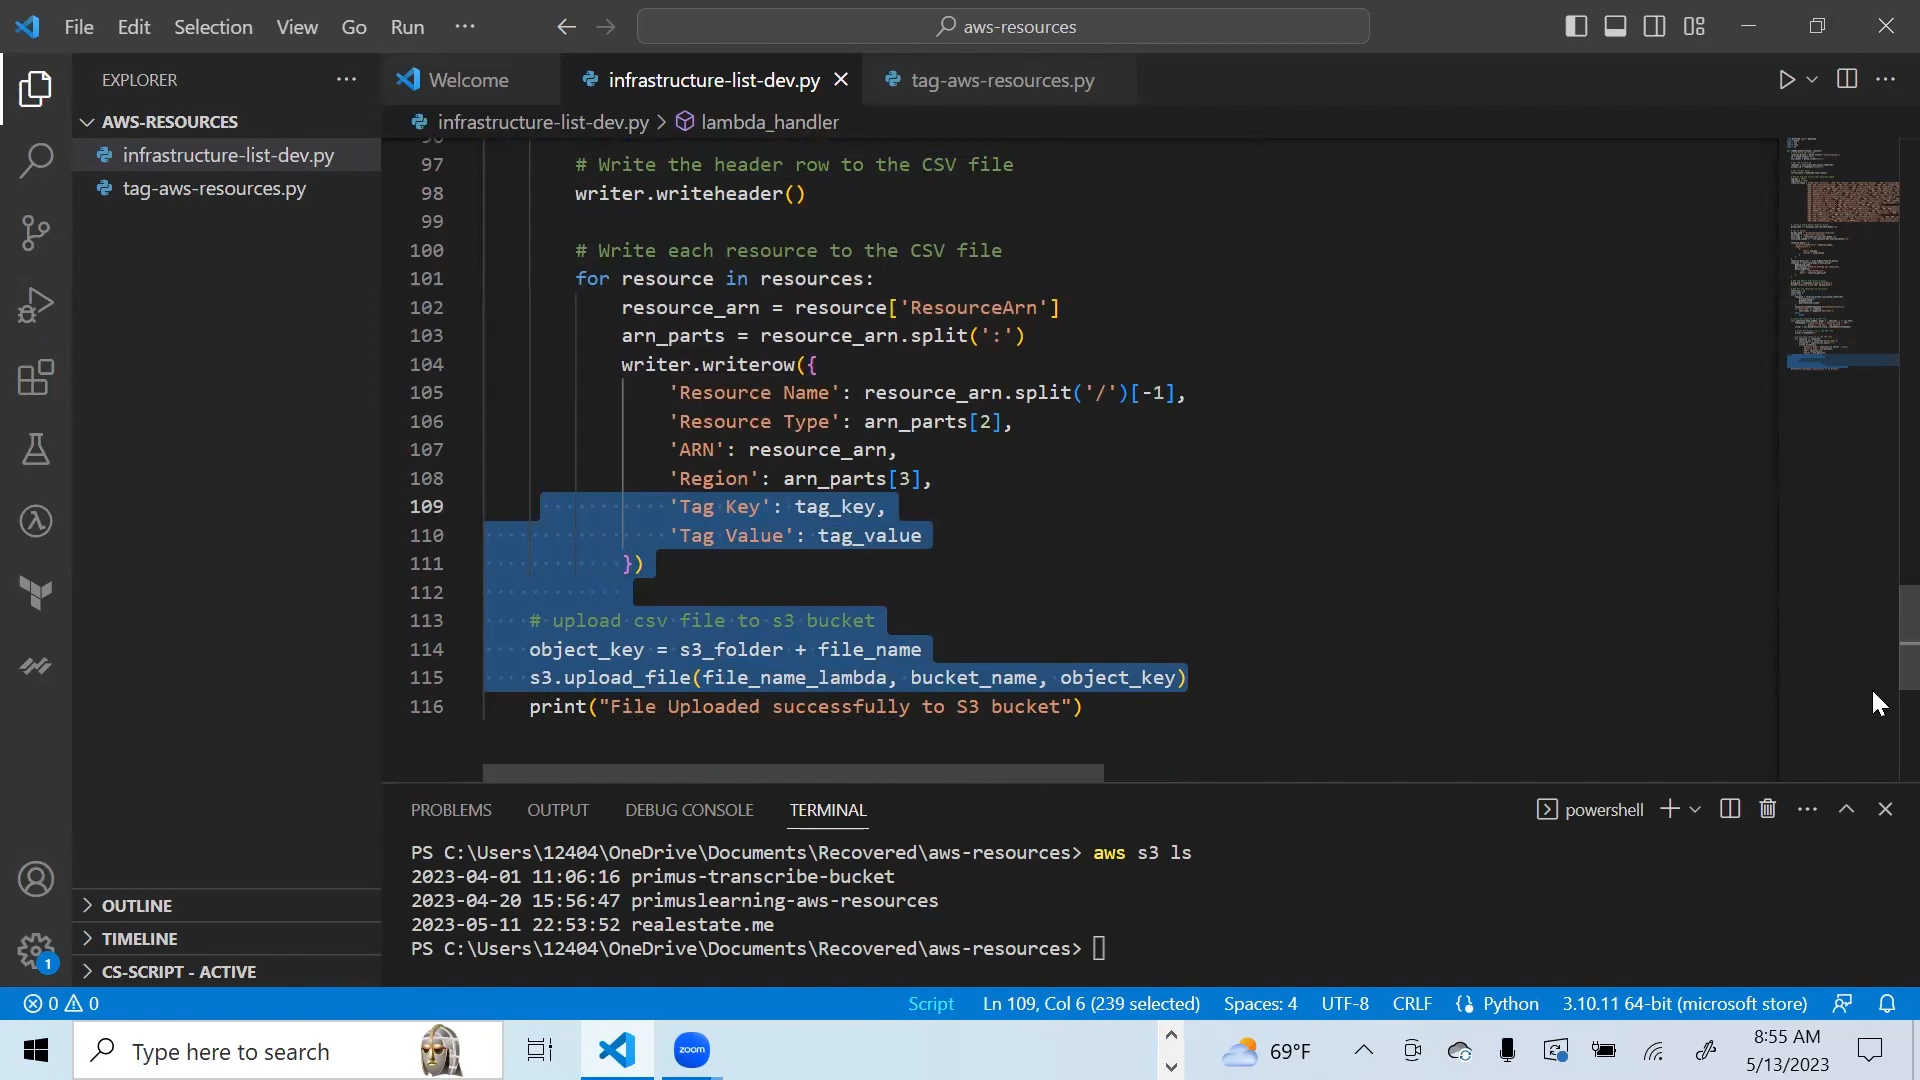 File Edit Selection View Go Run ···
aws-resources
EXPLORER ···
Welcome
infrastructure-list-dev.py
tag-aws-resources.py
AWS-RESOURCES
infrastructure-list-dev.py > lambda_handler
infrastructure-list-dev.py
tag-aws-resources.py
97 # Write the header row to the CSV file
98 writer.writeheader()
99
100 # Write each resource to the CSV file
101 for resource in resources:
102 resource_arn = resource['ResourceArn']
103 arn_parts = resource_arn.split(':')
104 writer.writerow({
105 'Resource Name': resource_arn.split('/')[-1],
106 'Resource Type': arn_parts[2],
107 'ARN': resource_arn,
108 'Region': arn_parts[3],
109 'Tag Key': tag_key,
110 'Tag Value': tag_value
111 })
112
113 # upload csv file to s3 bucket
114 object_key = s3_folder + file_name
115 s3.upload_file(file_name_lambda, bucket_name, object_key)
116 print("File Uploaded successfully to S3 bucket")
PROBLEMS OUTPUT DEBUG CONSOLE TERMINAL
powershell
PS C:\Users\12404\OneDrive\Documents\Recovered\aws-resources> aws s3 ls
2023-04-01 11:06:16 primus-transcribe-bucket
2023-04-20 15:56:47 primuslearning-aws-resources
2023-05-11 22:53:52 realestate.me
PS C:\Users\12404\OneDrive\Documents\Recovered\aws-resources>
OUTLINE
TIMELINE
CS-SCRIPT - ACTIVE
1
0 0
Script
Ln 109, Col 6 (239 selected)
Spaces: 4
UTF-8
CRLF
Python
3.10.11 64-bit (microsoft store)
Type here to search
zoom
69°F
8:55 AM
5/13/2023